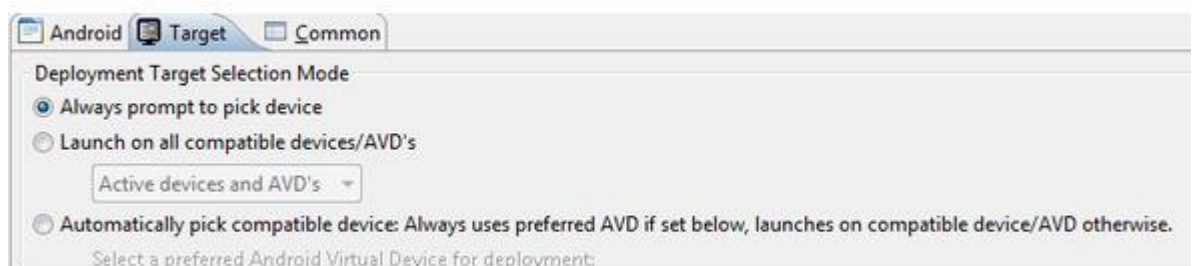 Android Target Common
Deployment Target Selection Mode
Always prompt to pick device
Launch on all compatible devices/AVD's
Active devices and AVD's
Automatically pick compatible device: Always uses preferred AVD if set below, launches on compatible device/AVD otherwise.
Select a preferred Android Virtual Device for deployment: